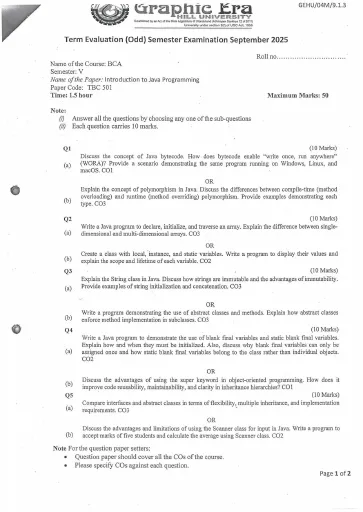 GEHU/04M/9.1.3
Graphic Era
HILL UNIVERSITY
Term Evaluation (Odd) Semester Examination September 2025
Roll no..............................
Name of the Course: BCA
Semester: V
Name of the Paper: Introduction to Java Programming
Paper Code: TBC 501
Time: 1.5 hour Maximum Marks: 50
Note:
(i) Answer all the questions by choosing any one of the sub-questions
(ii) Each question carries 10 marks.
Q1 (10 Marks)
Discuss the concept of Java bytecode. How does bytecode enable "write once, run anywhere"
(a) (WORA)? Provide a scenario demonstrating the same program running on Windows, Linux, and
macOS. CO1
OR
Explain the concept of polymorphism in Java. Discuss the differences between compile-time (method
(b) overloading) and runtime (method overriding) polymorphism. Provide examples demonstrating each
type. CO3
Q2 (10 Marks)
Write a Java program to declare, initialize, and traverse an array. Explain the difference between single-
(a) dimensional and multi-dimensional arrays. CO3
OR
Create a class with local, instance, and static variables. Write a program to display their values and
(b) explain the scope and lifetime of each variable. CO2
Q3 (10 Marks)
Explain the String class in Java. Discuss how strings are immutable and the advantages of immutability.
(a) Provide examples of string initialization and concatenation. CO3
OR
Write a program demonstrating the use of abstract classes and methods. Explain how abstract classes
(b) enforce method implementation in subclasses. CO3
Q4 (10 Marks)
Write a Java program to demonstrate the use of blank final variables and static blank final variables.
Explain how and when they must be initialized. Also, discuss why blank final variables can only be
(a) assigned once and how static blank final variables belong to the class rather than individual objects.
CO2
OR
Discuss the advantages of using the super keyword in object-oriented programming. How does it
(b) improve code reusability, maintainability, and clarity in inheritance hierarchies? CO1
Q5 (10 Marks)
Compare interfaces and abstract classes in terms of flexibility, multiple inheritance, and implementation
(a) requirements. CO3
OR
Discuss the advantages and limitations of using the Scanner class for input in Java. Write a program to
(b) accept marks of five students and calculate the average using Scanner class. CO2
Note For the question paper setters:
• Question paper should cover all the COs of the course.
• Please specify COs against each question.
Page 1 of 2